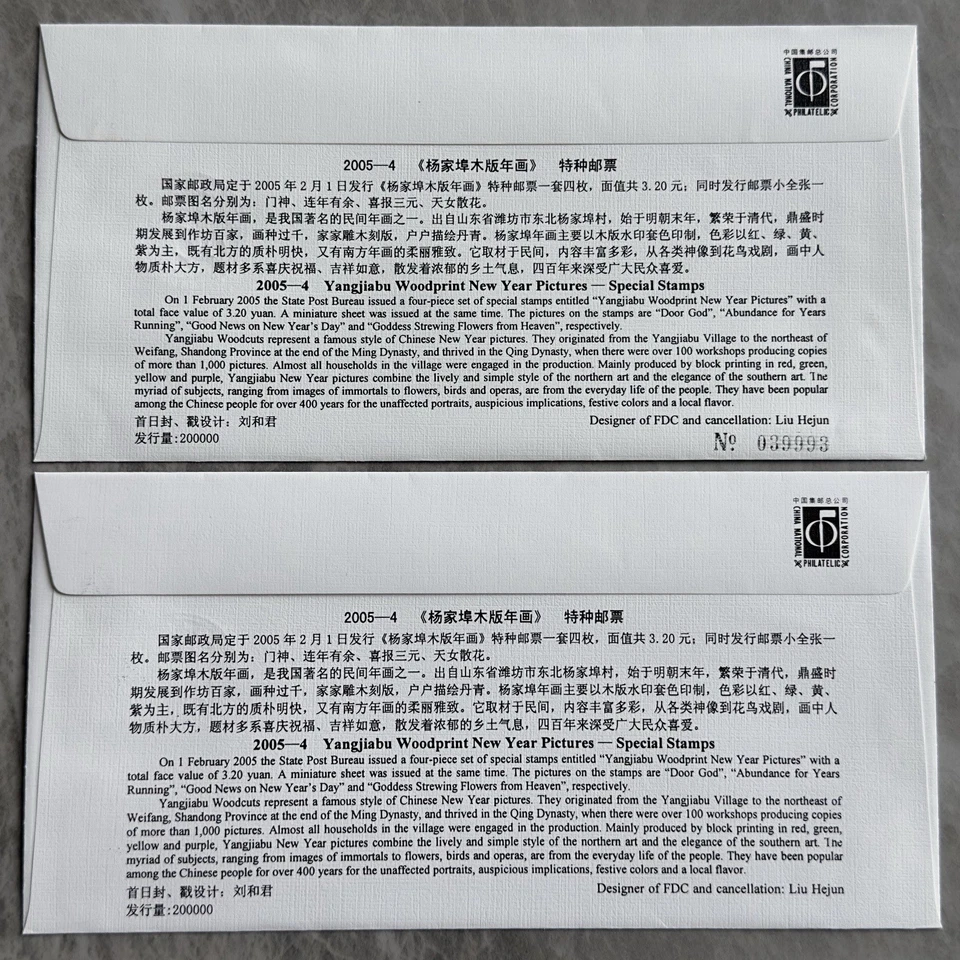 中国集邮总公司
CHINA NATIONAL
PHILATELIC
CORPORATION
2005—4 《杨家埠木版年画》 特种邮票
国家邮政局定于 2005 年 2 月 1 日发行《杨家埠木版年画》特种邮票一套四枚，面值共 3.20 元；同时发行邮票小全张一
枚。邮票图名分别为：门神、连年有余、喜报三元、天女散花。
杨家埠木版年画，是我国著名的民间年画之一。出自山东省潍坊市东北杨家埠村，始于明朝末年，繁荣于清代，鼎盛时
期发展到作坊百家，画种过千，家家雕木刻版，户户描绘丹青。杨家埠年画主要以木版水印套色印制，色彩以红、绿、黄、
紫为主，既有北方的质朴明快，又有南方年画的柔丽雅致。它取材于民间，内容丰富多彩，从各类神像到花鸟戏剧，画中人
物质朴大方，题材多系喜庆祝福、吉祥如意，散发着浓郁的乡土气息，四百年来深受广大民众喜爱。
2005—4 Yangjiabu Woodprint New Year Pictures — Special Stamps
On 1 February 2005 the State Post Bureau issued a four-piece set of special stamps entitled “Yangjiabu Woodprint New Year Pictures” with a
total face value of 3.20 yuan. A miniature sheet was issued at the same time. The pictures on the stamps are “Door God”, “Abundance for Years
Running”, “Good News on New Year’s Day” and “Goddess Strewing Flowers from Heaven”, respectively.
Yangjiabu Woodcuts represent a famous style of Chinese New Year pictures. They originated from the Yangjiabu Village to the northeast of
Weifang, Shandong Province at the end of the Ming Dynasty, and thrived in the Qing Dynasty, when there were over 100 workshops producing copies
of more than 1,000 pictures. Almost all households in the village were engaged in the production. Mainly produced by block printing in red, green,
yellow and purple, Yangjiabu New Year pictures combine the lively and simple style of the northern art and the elegance of the southern art. The
myriad of subjects, ranging from images of immortals to flowers, birds and operas, are from the everyday life of the people. They have been popular
among the Chinese people for over 400 years for the unaffected portraits, auspicious implications, festive colors and a local flavor.
首日封、戳设计：刘和君 Designer of FDC and cancellation: Liu Hejun
发行量:200000 № 039993
中国集邮总公司
CHINA NATIONAL
PHILATELIC
CORPORATION
2005—4 《杨家埠木版年画》 特种邮票
国家邮政局定于 2005 年 2 月 1 日发行《杨家埠木版年画》特种邮票一套四枚，面值共 3.20 元；同时发行邮票小全张一
枚。邮票图名分别为：门神、连年有余、喜报三元、天女散花。
杨家埠木版年画，是我国著名的民间年画之一。出自山东省潍坊市东北杨家埠村，始于明朝末年，繁荣于清代，鼎盛时
期发展到作坊百家，画种过千，家家雕木刻版，户户描绘丹青。杨家埠年画主要以木版水印套色印制，色彩以红、绿、黄、
紫为主，既有北方的质朴明快，又有南方年画的柔丽雅致。它取材于民间，内容丰富多彩，从各类神像到花鸟戏剧，画中人
物质朴大方，题材多系喜庆祝福、吉祥如意，散发着浓郁的乡土气息，四百年来深受广大民众喜爱。
2005—4 Yangjiabu Woodprint New Year Pictures — Special Stamps
On 1 February 2005 the State Post Bureau issued a four-piece set of special stamps entitled “Yangjiabu Woodprint New Year Pictures” with a
total face value of 3.20 yuan. A miniature sheet was issued at the same time. The pictures on the stamps are “Door God”, “Abundance for Years
Running”, “Good News on New Year’s Day” and “Goddess Strewing Flowers from Heaven”, respectively.
Yangjiabu Woodcuts represent a famous style of Chinese New Year pictures. They originated from the Yangjiabu Village to the northeast of
Weifang, Shandong Province at the end of the Ming Dynasty, and thrived in the Qing Dynasty, when there were over 100 workshops producing copies
of more than 1,000 pictures. Almost all households in the village were engaged in the production. Mainly produced by block printing in red, green,
yellow and purple, Yangjiabu New Year pictures combine the lively and simple style of the northern art and the elegance of the southern art. The
myriad of subjects, ranging from images of immortals to flowers, birds and operas, are from the everyday life of the people. They have been popular
among the Chinese people for over 400 years for the unaffected portraits, auspicious implications, festive colors and a local flavor.
首日封、戳设计：刘和君 Designer of FDC and cancellation: Liu Hejun
发行量:200000